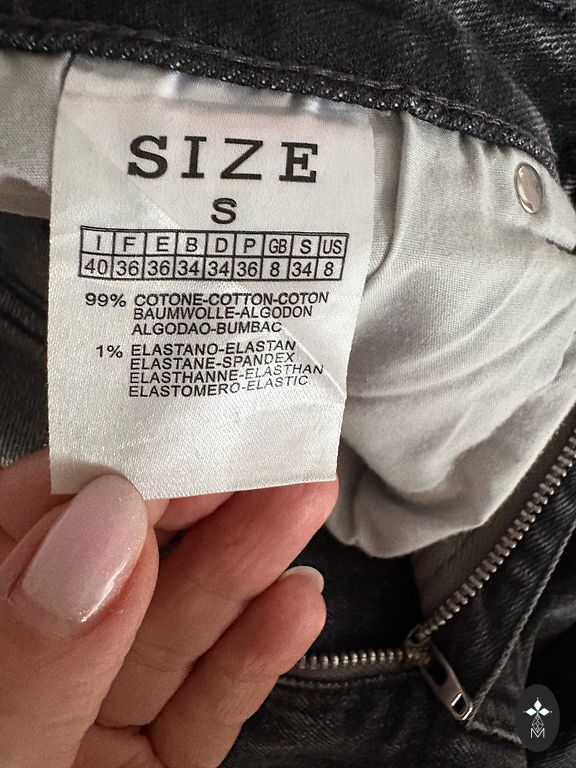 SIZE
S
I F E B D P GB S US
40 36 36 34 34 36 8 34 8
99% COTONE-COTTON-COTON
BAUMWOLLE-ALGODON
ALGODAO-BUMBAC
1% ELASTANO-ELASTAN
ELASTANE-SPANDEX
ELASTHANNE-ELASTHAN
ELASTOMERO-ELASTIC
M